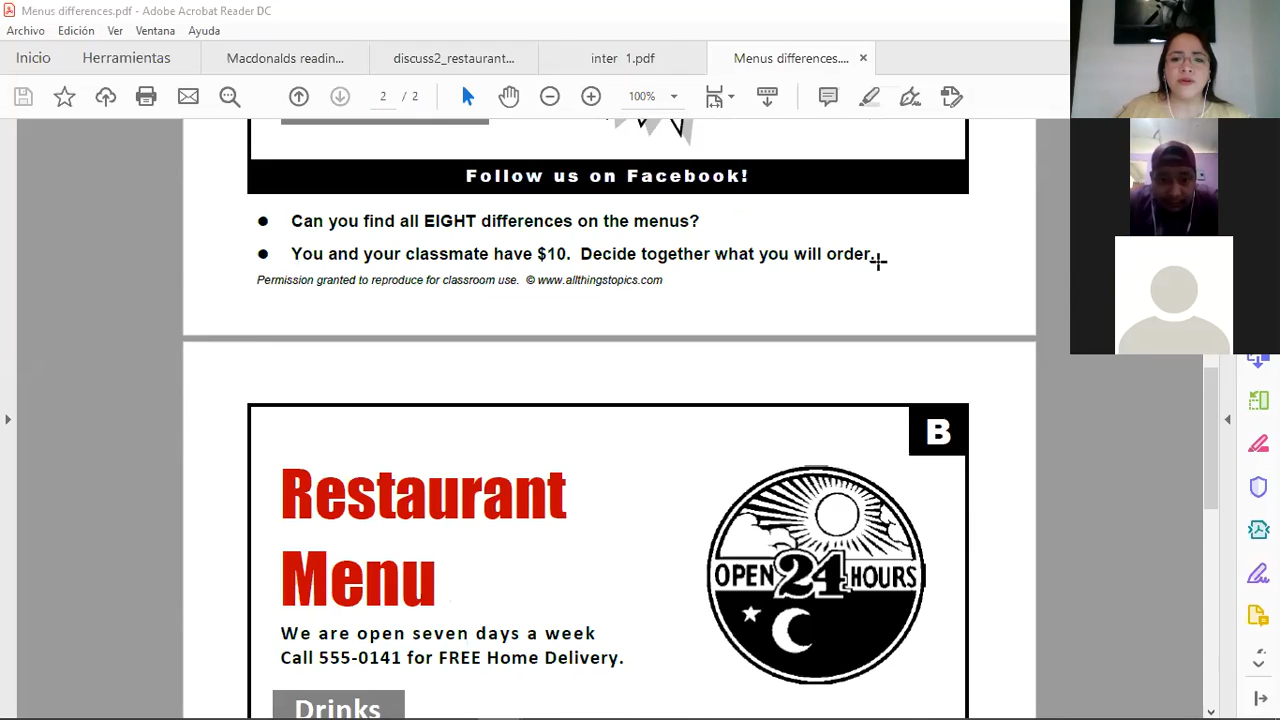 Menus differences.pdf - Adobe Acrobat Reader DC
Archivo Edición Ver Ventana Ayuda
Inicio Herramientas Macdonalds readin... discuss2_restaurant... inter 1.pdf Menus differences.... ×
2 / 2 100%
Follow us on Facebook!
● Can you find all EIGHT differences on the menus?
● You and your classmate have $10. Decide together what you will order.
Permission granted to reproduce for classroom use. © www.allthingstopics.com
B
Restaurant
Menu
OPEN 24 HOURS
We are open seven days a week
Call 555-0141 for FREE Home Delivery.
Drinks